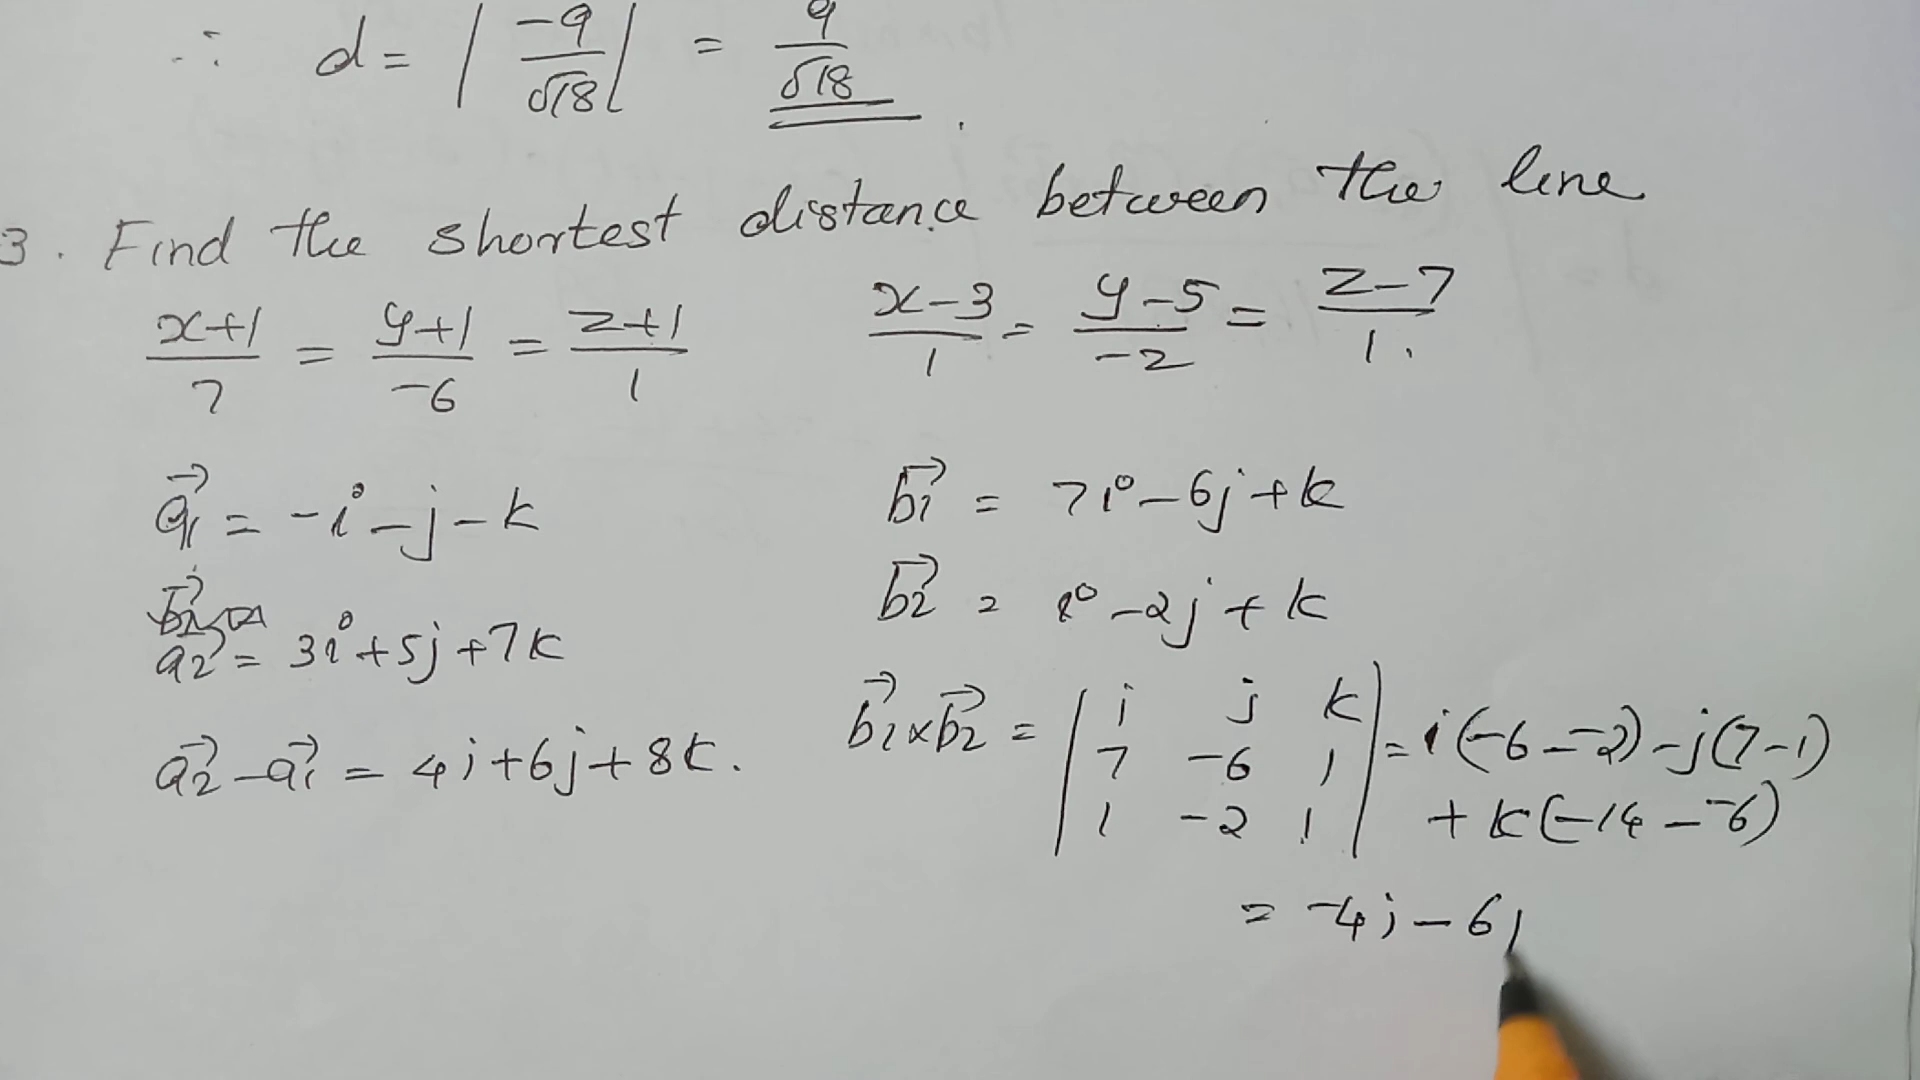 ∴ d = | -9/√18 | = 9/√18 .
3. Find the shortest distance between the line
(x+1)/7 = (y+1)/-6 = (z+1)/1    (x-3)/1 = (y-5)/-2 = (z-7)/1.
a₁⃗ = -i - j - k    b₁⃗ = 7i - 6j + k
a₂⃗ = 3i + 5j + 7k    b₂⃗ = i - 2j + k
a₂⃗ - a₁⃗ = 4i + 6j + 8k.    b₁⃗ × b₂⃗ = | i j k | = i(-6 - -2) - j(7-1)
| 7 -6 1 |
| 1 -2 1 | + k(-14 - -6)
= -4i - 6j